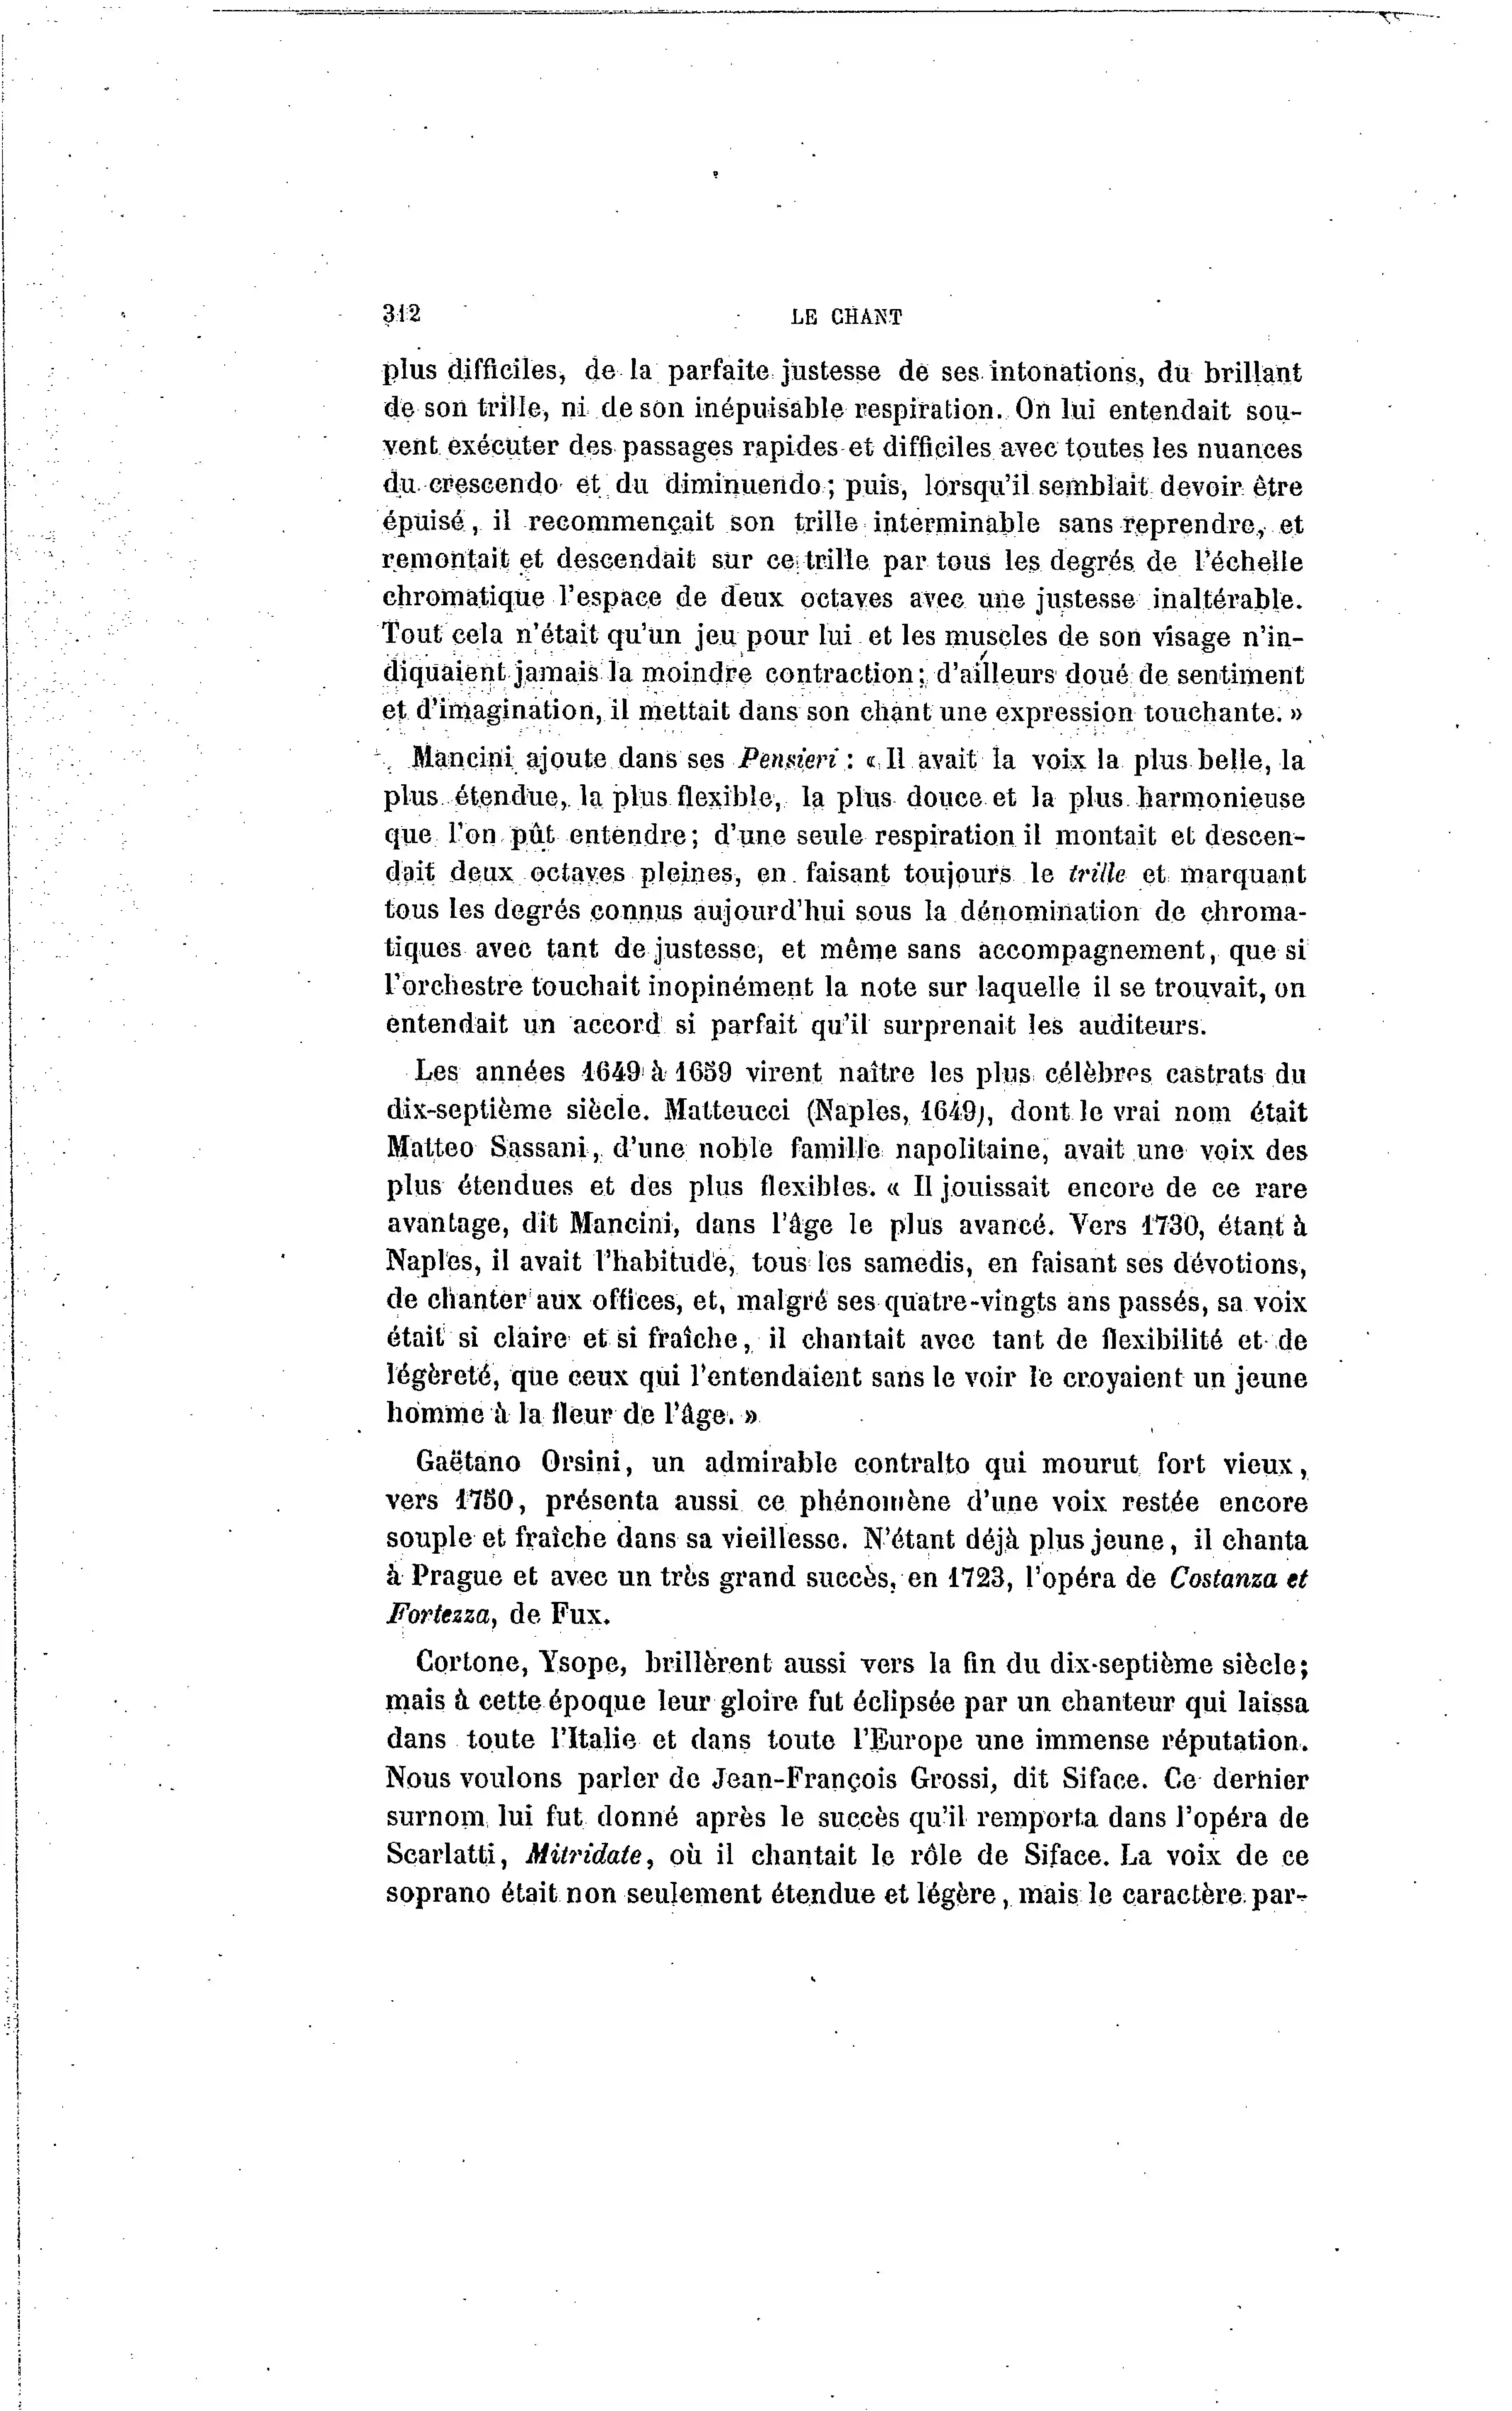 312 LE CHANT
plus difficiles, de la parfaite justesse de ses intonations, du brillant
de son trille, ni de son inépuisable respiration. On lui entendait sou-
vent exécuter des passages rapides et difficiles avec toutes les nuances
du crescendo et du diminuendo ; puis, lorsqu'il semblait devoir être
épuisé, il recommençait son trille interminable sans reprendre, et
remontait et descendait sur ce trille par tous les degrés de l'échelle
chromatique l'espace de deux octaves avec une justesse inaltérable.
Tout cela n'était qu'un jeu pour lui et les muscles de son visage n'in-
diquaient jamais la moindre contraction ; d'ailleurs doué de sentiment
et d'imagination, il mettait dans son chant une expression touchante. »
Mancini ajoute dans ses Pensieri : « Il avait la voix la plus belle, la
plus étendue, la plus flexible, la plus douce et la plus harmonieuse
que l'on pût entendre ; d'une seule respiration il montait et descen-
dait deux octaves pleines, en faisant toujours le trille et marquant
tous les degrés connus aujourd'hui sous la dénomination de chroma-
tiques avec tant de justesse, et même sans accompagnement, que si
l'orchestre touchait inopinément la note sur laquelle il se trouvait, on
entendait un accord si parfait qu'il surprenait les auditeurs.
Les années 1649 à 1659 virent naître les plus célèbres castrats du
dix-septième siècle. Matteucci (Naples, 1649), dont le vrai nom était
Matteo Sassani, d'une noble famille napolitaine, avait une voix des
plus étendues et des plus flexibles. « Il jouissait encore de ce rare
avantage, dit Mancini, dans l'âge le plus avancé. Vers 1730, étant à
Naples, il avait l'habitude, tous les samedis, en faisant ses dévotions,
de chanter aux offices, et, malgré ses quatre-vingts ans passés, sa voix
était si claire et si fraîche, il chantait avec tant de flexibilité et de
légèreté, que ceux qui l'entendaient sans le voir le croyaient un jeune
homme à la fleur de l'âge. »
Gaëtano Orsini, un admirable contralto qui mourut fort vieux,
vers 1750, présenta aussi ce phénomène d'une voix restée encore
souple et fraîche dans sa vieillesse. N'étant déjà plus jeune, il chanta
à Prague et avec un très grand succès, en 1723, l'opéra de Costanza et
Fortezza, de Fux.
Cortone, Ysope, brillèrent aussi vers la fin du dix-septième siècle ;
mais à cette époque leur gloire fut éclipsée par un chanteur qui laissa
dans toute l'Italie et dans toute l'Europe une immense réputation.
Nous voulons parler de Jean-François Grossi, dit Siface. Ce dernier
surnom lui fut donné après le succès qu'il remporta dans l'opéra de
Scarlatti, Mitridate, où il chantait le rôle de Siface. La voix de ce
soprano était non seulement étendue et légère, mais le caractère par-